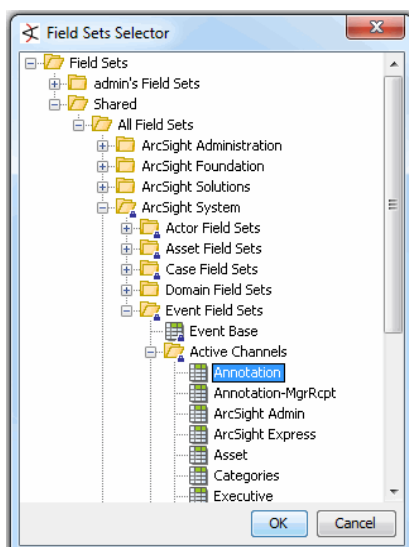 Field Sets Selector
Field Sets
admin's Field Sets
Shared
All Field Sets
ArcSight Administration
ArcSight Foundation
ArcSight Solutions
ArcSight System
Actor Field Sets
Asset Field Sets
Case Field Sets
Domain Field Sets
Event Field Sets
Event Base
Active Channels
Annotation
Annotation-MgrRcpt
ArcSight Admin
ArcSight Express
Asset
Categories
Executive
OK Cancel